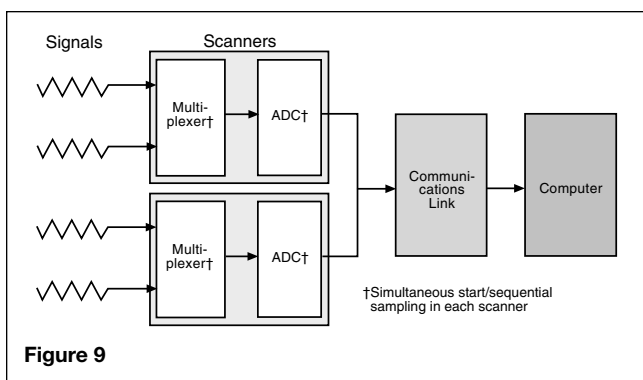 Signals
Scanners
Multi-
plexer†
ADC†
Multi-
plexer†
ADC†
Communi-
cations
Link
Computer
†Simultaneous start/sequential
sampling in each scanner
Figure 9